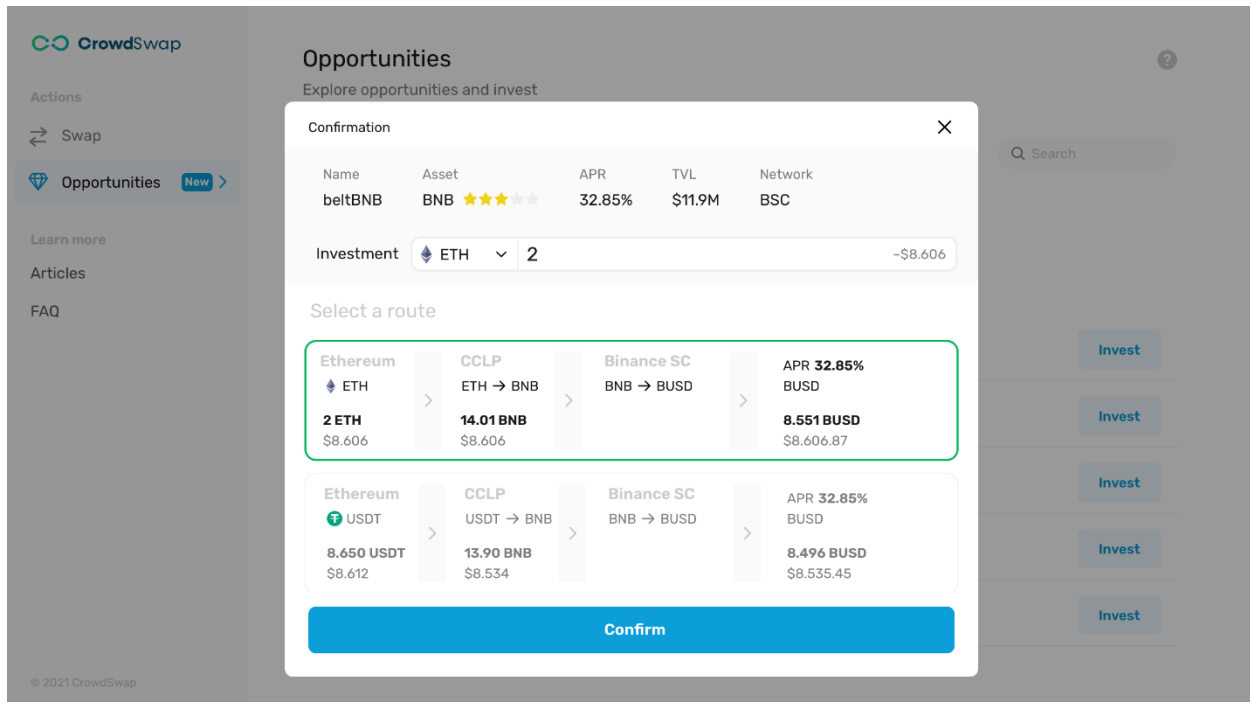 CrowdSwap
Actions
Swap
Opportunities New
Learn more
Articles
FAQ
© 2021 CrowdSwap
Opportunities
?
Explore opportunities and invest
Search
Confirmation
Name Asset APR TVL Network
beltBNB BNB 32.85% $11.9M BSC
Investment ETH 2 ~$8.606
Select a route
Ethereum CCLP Binance SC APR 32.85%
ETH ETH → BNB BNB → BUSD BUSD
2 ETH 14.01 BNB 8.551 BUSD
$8.606 $8.606 $8.606.87
Ethereum CCLP Binance SC APR 32.85%
USDT USDT → BNB BNB → BUSD BUSD
8.650 USDT 13.90 BNB 8.496 BUSD
$8.612 $8.534 $8.535.45
Confirm
Invest
Invest
Invest
Invest
Invest